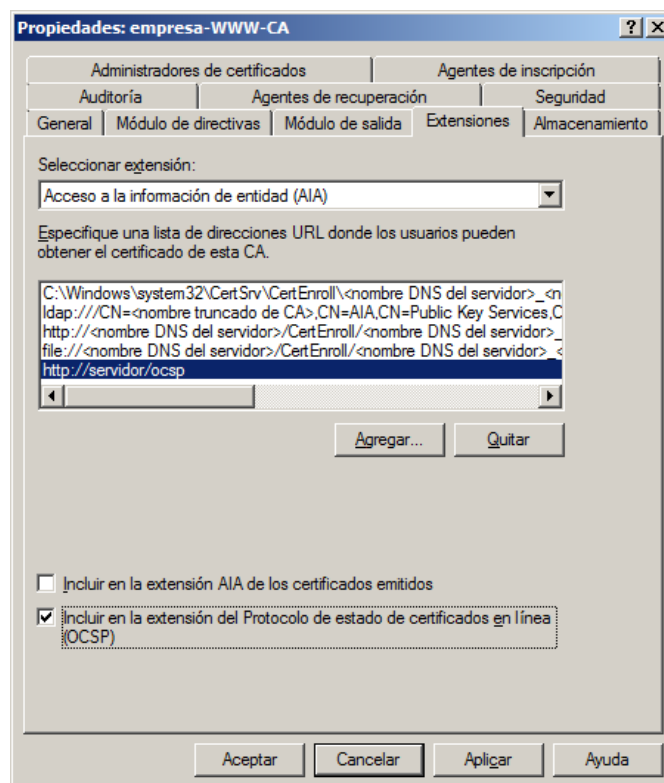 Propiedades: empresa-WWW-CA
Administradores de certificados
Agentes de inscripción
Auditoría
Agentes de recuperación
Seguridad
General
Módulo de directivas
Módulo de salida
Extensiones
Almacenamiento
Seleccionar extensión:
Acceso a la información de entidad (AIA)
Especifique una lista de direcciones URL donde los usuarios pueden
obtener el certificado de esta CA.
C:\Windows\system32\CertSrv\CertEnroll\<nombre DNS del servidor>_<n
ldap:///CN=<nombre truncado de CA>,CN=AIA,CN=Public Key Services,C
http://<nombre DNS del servidor>/CertEnroll/<nombre DNS del servidor>_
file://<nombre DNS del servidor>/CertEnroll/<nombre DNS del servidor>_<
http://servidor/ocsp
Agregar...
Quitar
Incluir en la extensión AIA de los certificados emitidos
Incluir en la extensión del Protocolo de estado de certificados en línea
(OCSP)
Aceptar
Cancelar
Aplicar
Ayuda